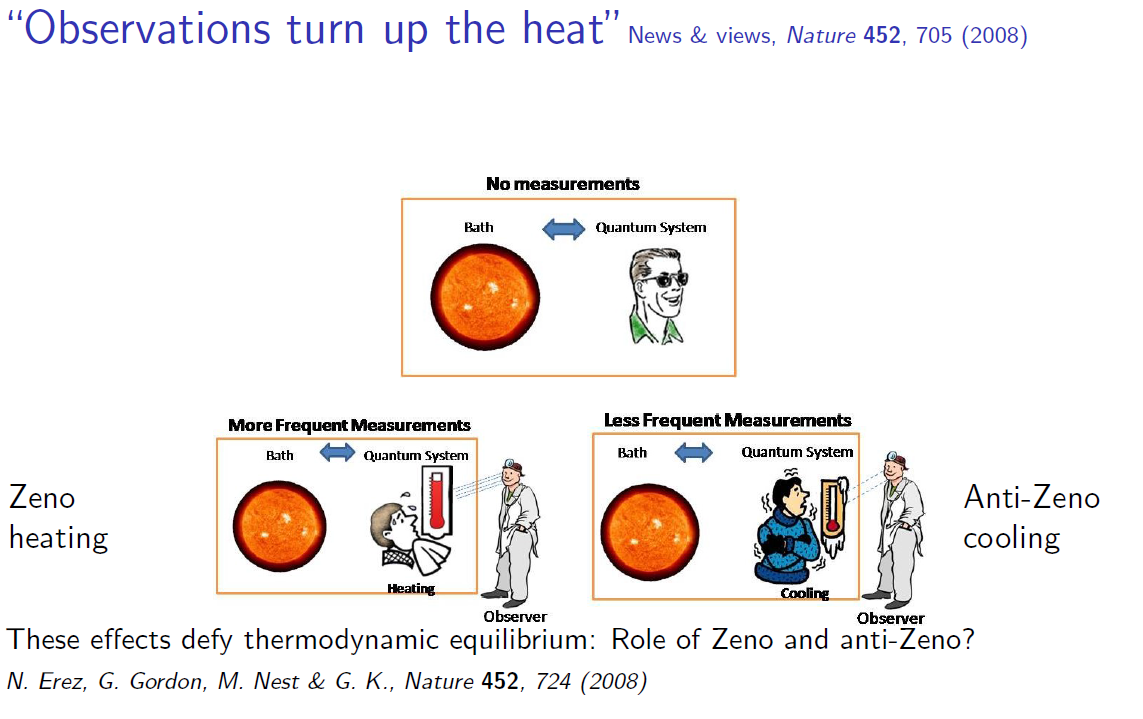 “Observations turn up the heat” News & views, Nature 452, 705 (2008)
No measurements
Bath Quantum System
More Frequent Measurements
Bath Quantum System
Heating
Observer
Zeno
heating
Less Frequent Measurements
Bath Quantum System
Cooling
Observer
Anti-Zeno
cooling
These effects defy thermodynamic equilibrium: Role of Zeno and anti-Zeno?
N. Erez, G. Gordon, M. Nest & G. K., Nature 452, 724 (2008)